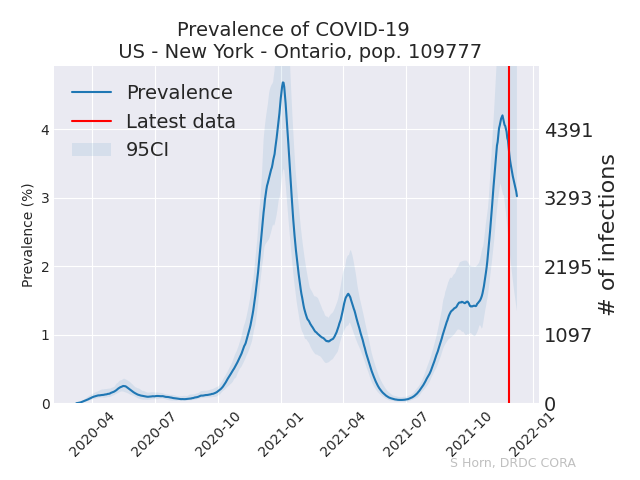 Prevalence of COVID-19
US - New York - Ontario, pop. 109777
Prevalence
Latest data
95CI
Prevalence (%)
4
3
2
1
0
4391
3293
2195
1097
0
# of infections
2020-04
2020-07
2020-10
2021-01
2021-04
2021-07
2021-10
2022-01
S Horn, DRDC CORA